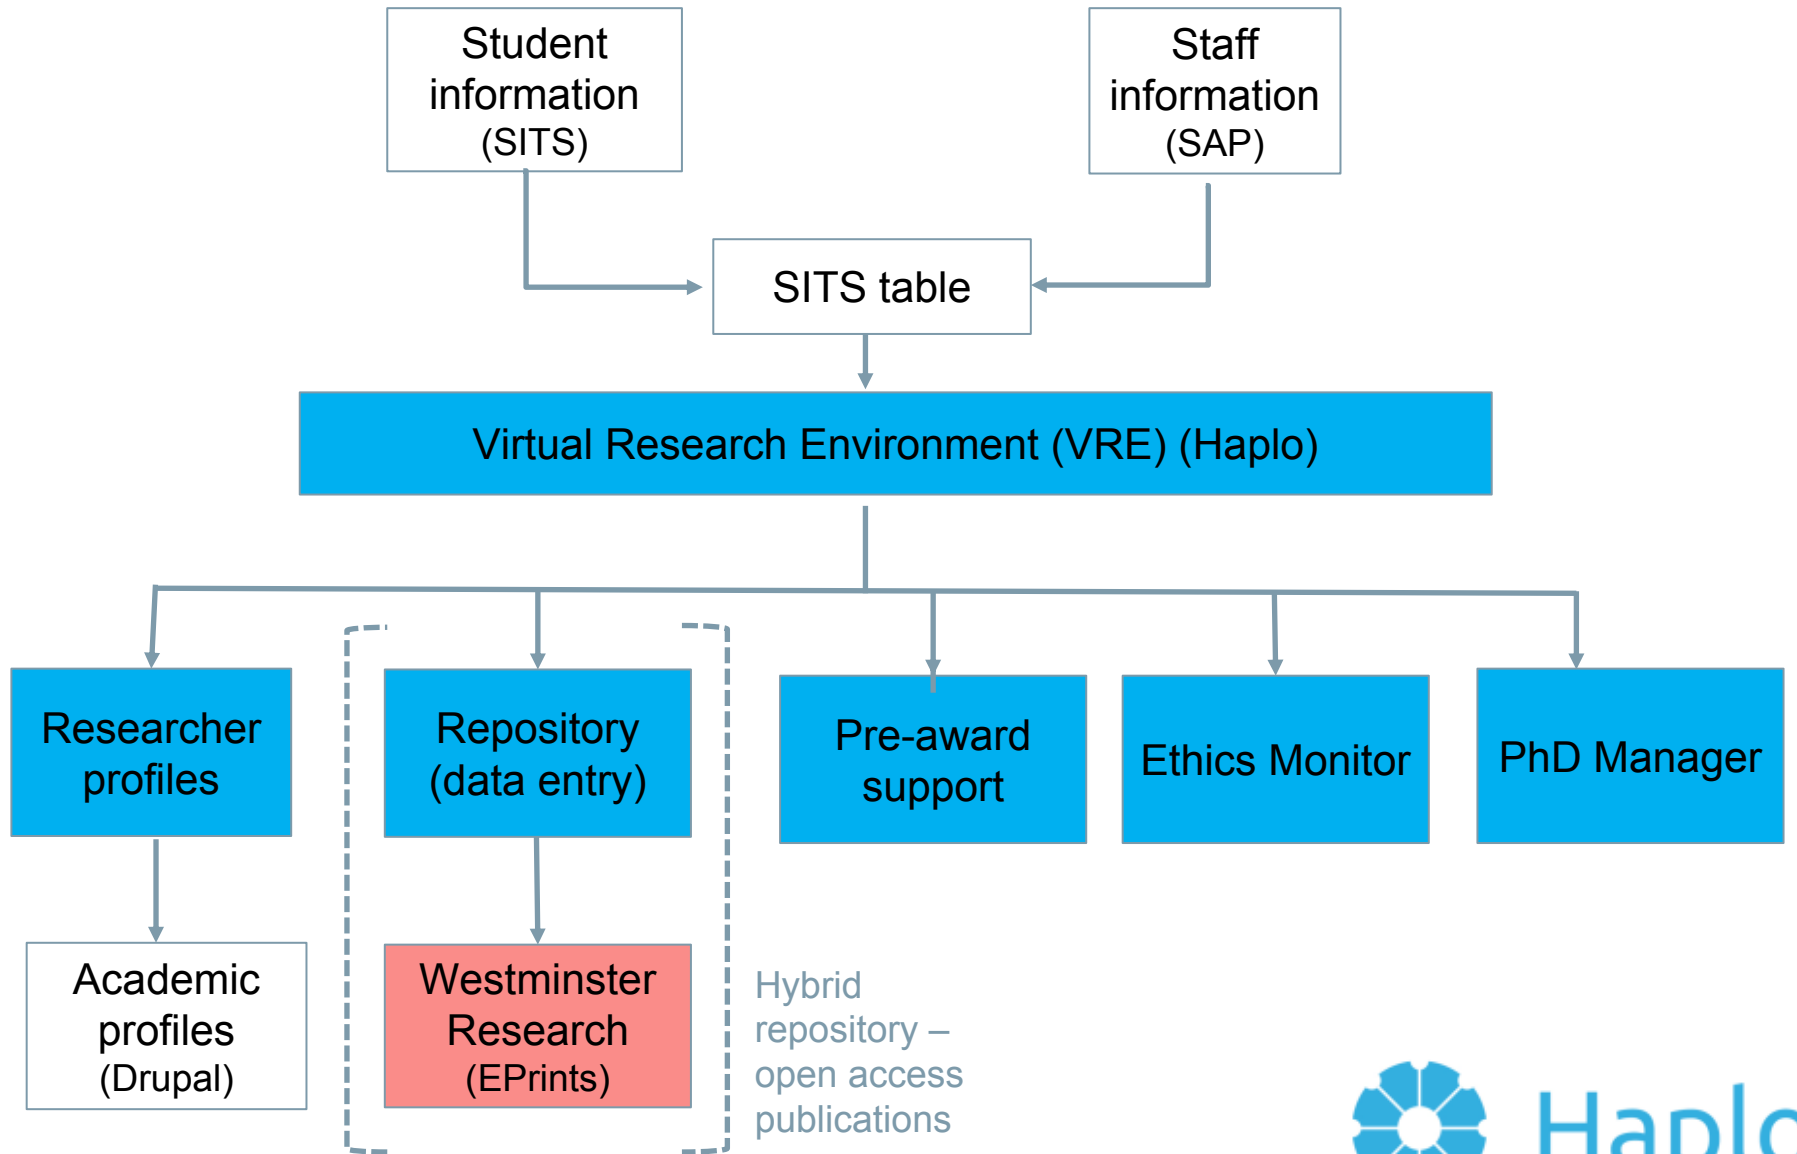 Student
information
(SITS)
Staff
information
(SAP)
SITS table
Virtual Research Environment (VRE) (Haplo)
Researcher
profiles
Repository
(data entry)
Pre-award
support
Ethics Monitor
PhD Manager
Academic
profiles
(Drupal)
Westminster
Research
(EPrints)
Hybrid
repository –
open access
publications
Haplo